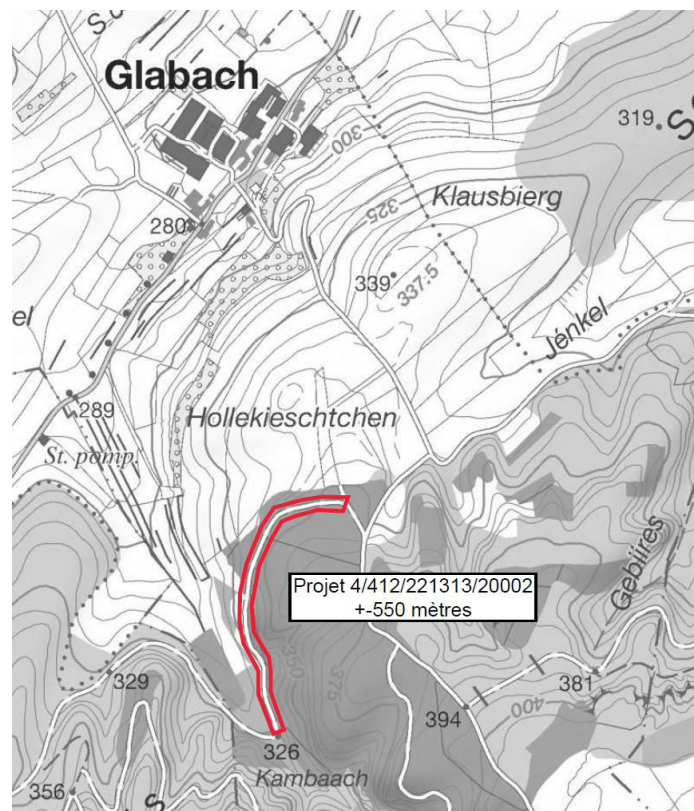 Glabach
319
300
Klausbierg
325
280
339
337.5
el
Jénkel
Hollekieschtchen
289
St. pomp.
Gebiires
Projet 4/412/221313/20002
+-550 mètres
350
375
329
381
400
394
326
Kambaach
356